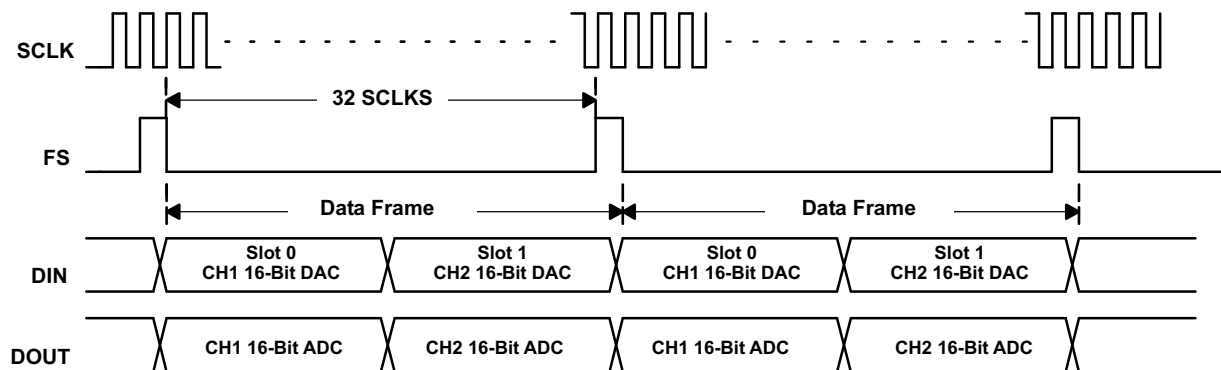 SCLK
32 SCLKS
FS
Data Frame
Data Frame
DIN
Slot 0
CH1 16-Bit DAC
Slot 1
CH2 16-Bit DAC
Slot 0
CH1 16-Bit DAC
Slot 1
CH2 16-Bit DAC
DOUT
CH1 16-Bit ADC
CH2 16-Bit ADC
CH1 16-Bit ADC
CH2 16-Bit ADC